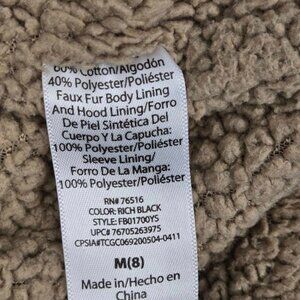 60% Cotton/Algodón
40% Polyester/Poliéster
Faux Fur Body Lining
And Hood Lining/Forro
De Piel Sintética Del
Cuerpo Y La Capucha:
100% Polyester/Poliéster
Sleeve Lining/
Forro De La Manga:
100% Polyester/Poliéster
RN# 76516
COLOR: RICH BLACK
STYLE: FB01700YS
UPC# 76705263975
CPSIA#TCGC069200504-0411
M(8)
Made in/Hecho en
China